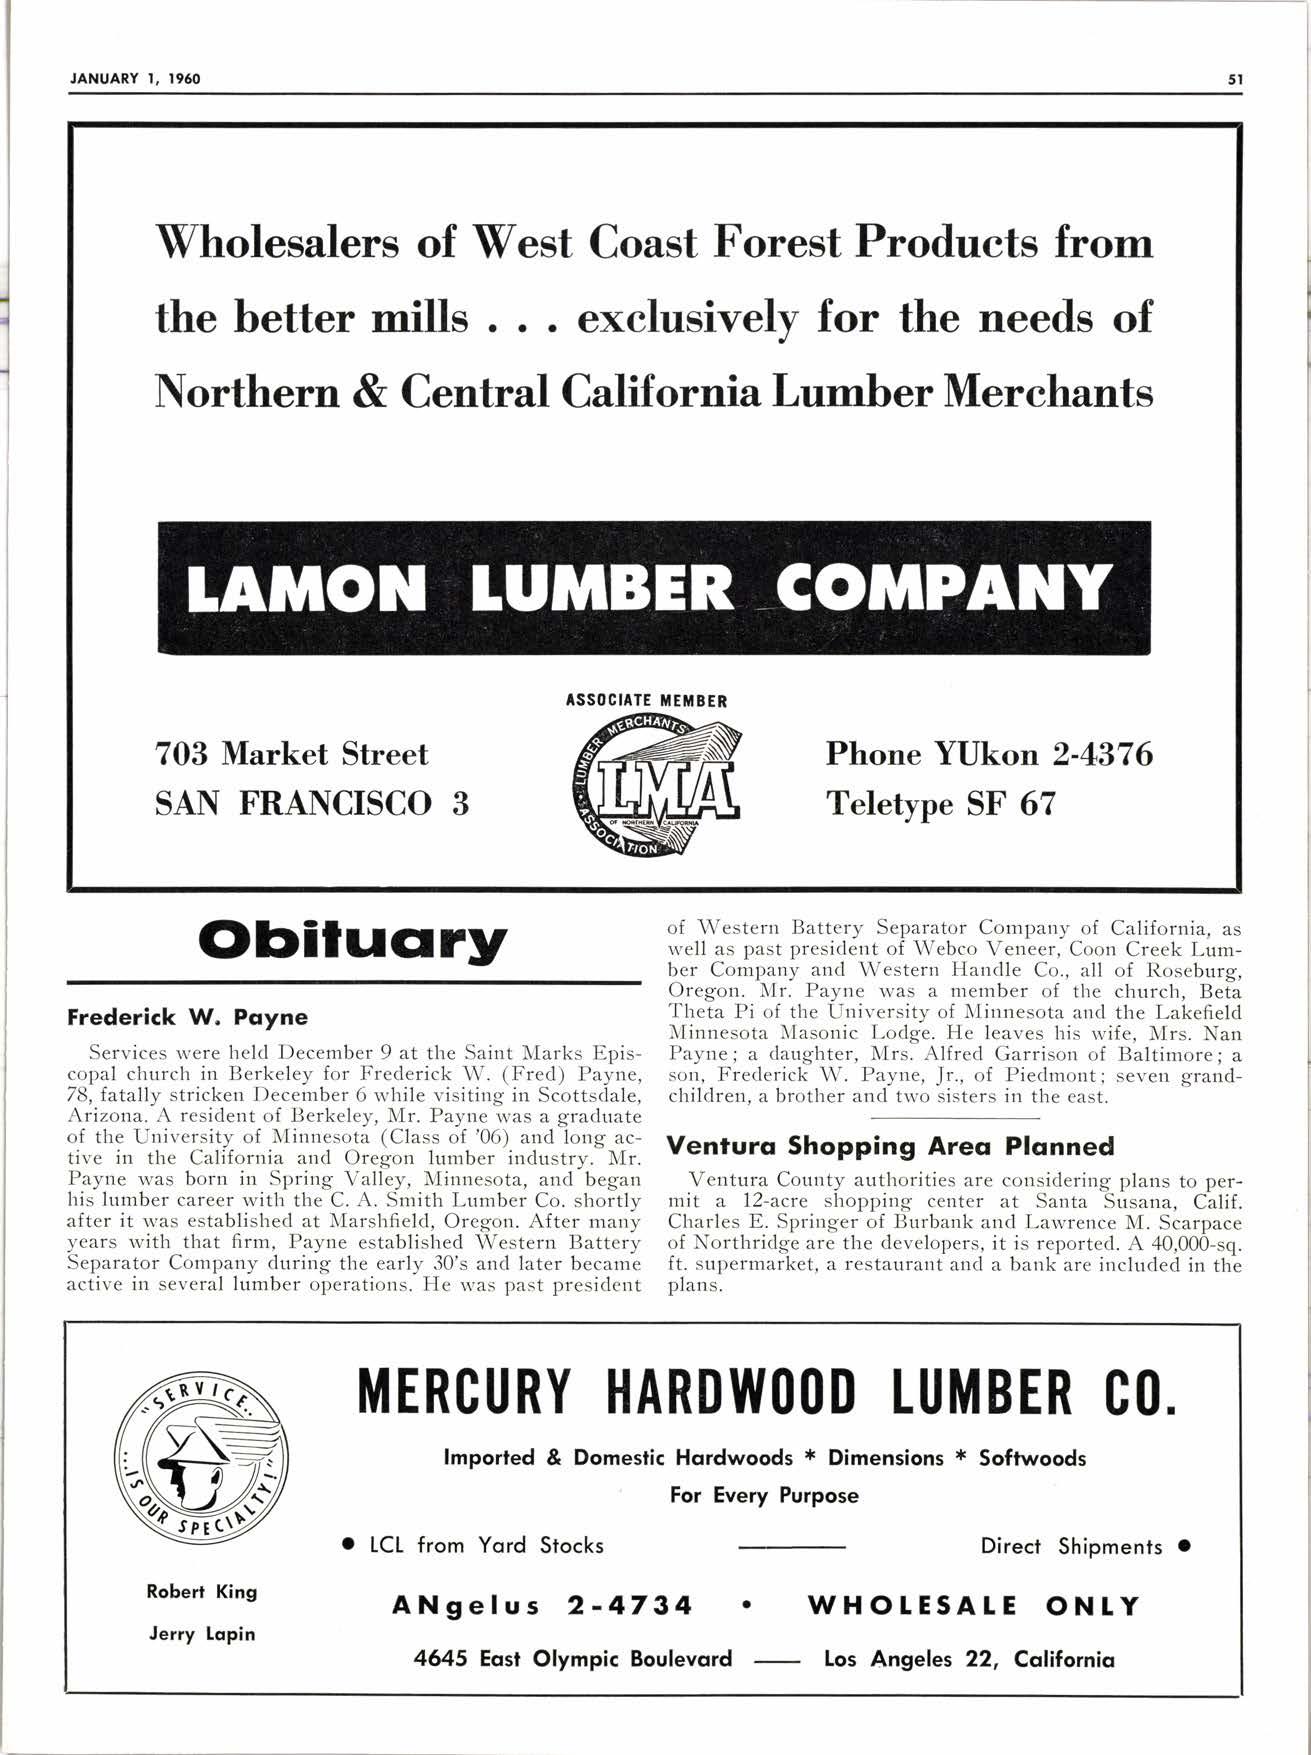 JANUARY 1, 1960
51
Wholesalers of West Coast Forest Products from
the better mills . . . exclusively for the needs of
Northern & Central California Lumber Merchants
LAMON LUMBER COMPANY
ASSOCIATE MEMBER
703 Market Street
SAN FRANCISCO 3
LUMBER MERCHANTS
LMA
OF NORTHERN CALIFORNIA
ASSOCIATION
Phone YUkon 2-4376
Teletype SF 67
Obituary
Frederick W. Payne
Services were held December 9 at the Saint Marks Epis-
copal church in Berkeley for Frederick W. (Fred) Payne,
78, fatally stricken December 6 while visiting in Scottsdale,
Arizona. A resident of Berkeley, Mr. Payne was a graduate
of the University of Minnesota (Class of '06) and long ac-
tive in the California and Oregon lumber industry. Mr.
Payne was born in Spring Valley, Minnesota, and began
his lumber career with the C. A. Smith Lumber Co. shortly
after it was established at Marshfield, Oregon. After many
years with that firm, Payne established Western Battery
Separator Company during the early 30's and later became
active in several lumber operations. He was past president
of Western Battery Separator Company of California, as
well as past president of Webco Veneer, Coon Creek Lum-
ber Company and Western Handle Co., all of Roseburg,
Oregon. Mr. Payne was a member of the church, Beta
Theta Pi of the University of Minnesota and the Lakefield
Minnesota Masonic Lodge. He leaves his wife, Mrs. Nan
Payne; a daughter, Mrs. Alfred Garrison of Baltimore; a
son, Frederick W. Payne, Jr., of Piedmont; seven grand-
children, a brother and two sisters in the east.
Ventura Shopping Area Planned
Ventura County authorities are considering plans to per-
mit a 12-acre shopping center at Santa Susana, Calif.
Charles E. Springer of Burbank and Lawrence M. Scarpace
of Northridge are the developers, it is reported. A 40,000-sq.
ft. supermarket, a restaurant and a bank are included in the
plans.
"SERVICE..
...IS OUR SPECIALTY!"
Robert King
Jerry Lapin
MERCURY HARDWOOD LUMBER CO.
Imported & Domestic Hardwoods * Dimensions * Softwoods
For Every Purpose
• LCL from Yard Stocks —— Direct Shipments •
ANgelus 2-4734 • WHOLESALE ONLY
4645 East Olympic Boulevard — Los Angeles 22, California